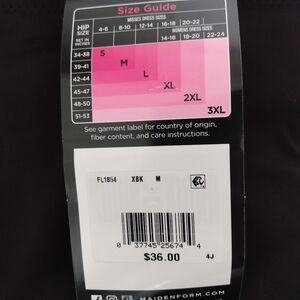 Size Guide
MISSES DRESS SIZES
HIP SIZE SET IN INCHES
4-6 8-10 12-14 16-18 20-22
WOMENS DRESS SIZES
14-16 18-20 22-24
34-38 S
39-41 M
42-44 L
45-47 XL
48-50 2XL
51-53 3XL
See garment label for country of origin,
fiber content, and care instructions.
FL1854 XBK M
0 37745 25674 4
$36.00 4J
MAIDENFORM.COM